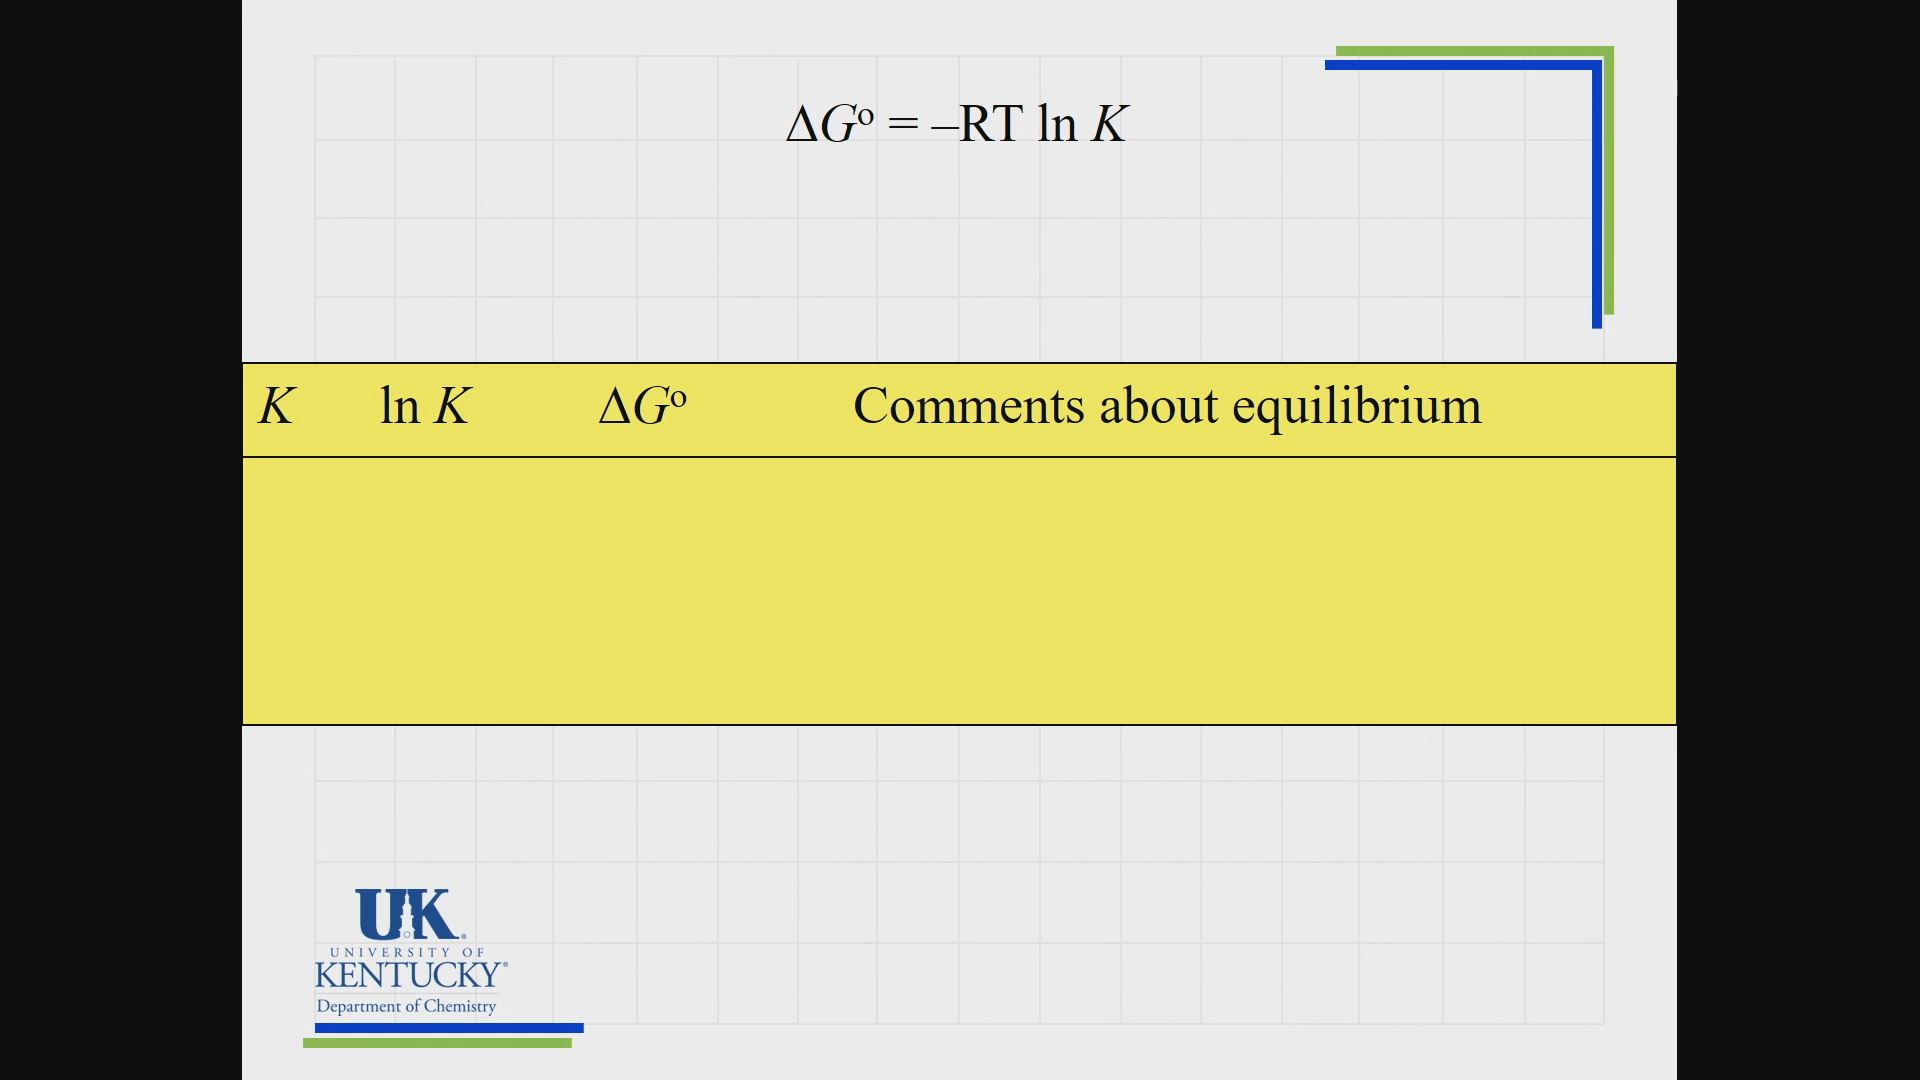 ΔG° = –RT ln K
K ln K ΔG° Comments about equilibrium
UK®
UNIVERSITY OF
KENTUCKY®
Department of Chemistry